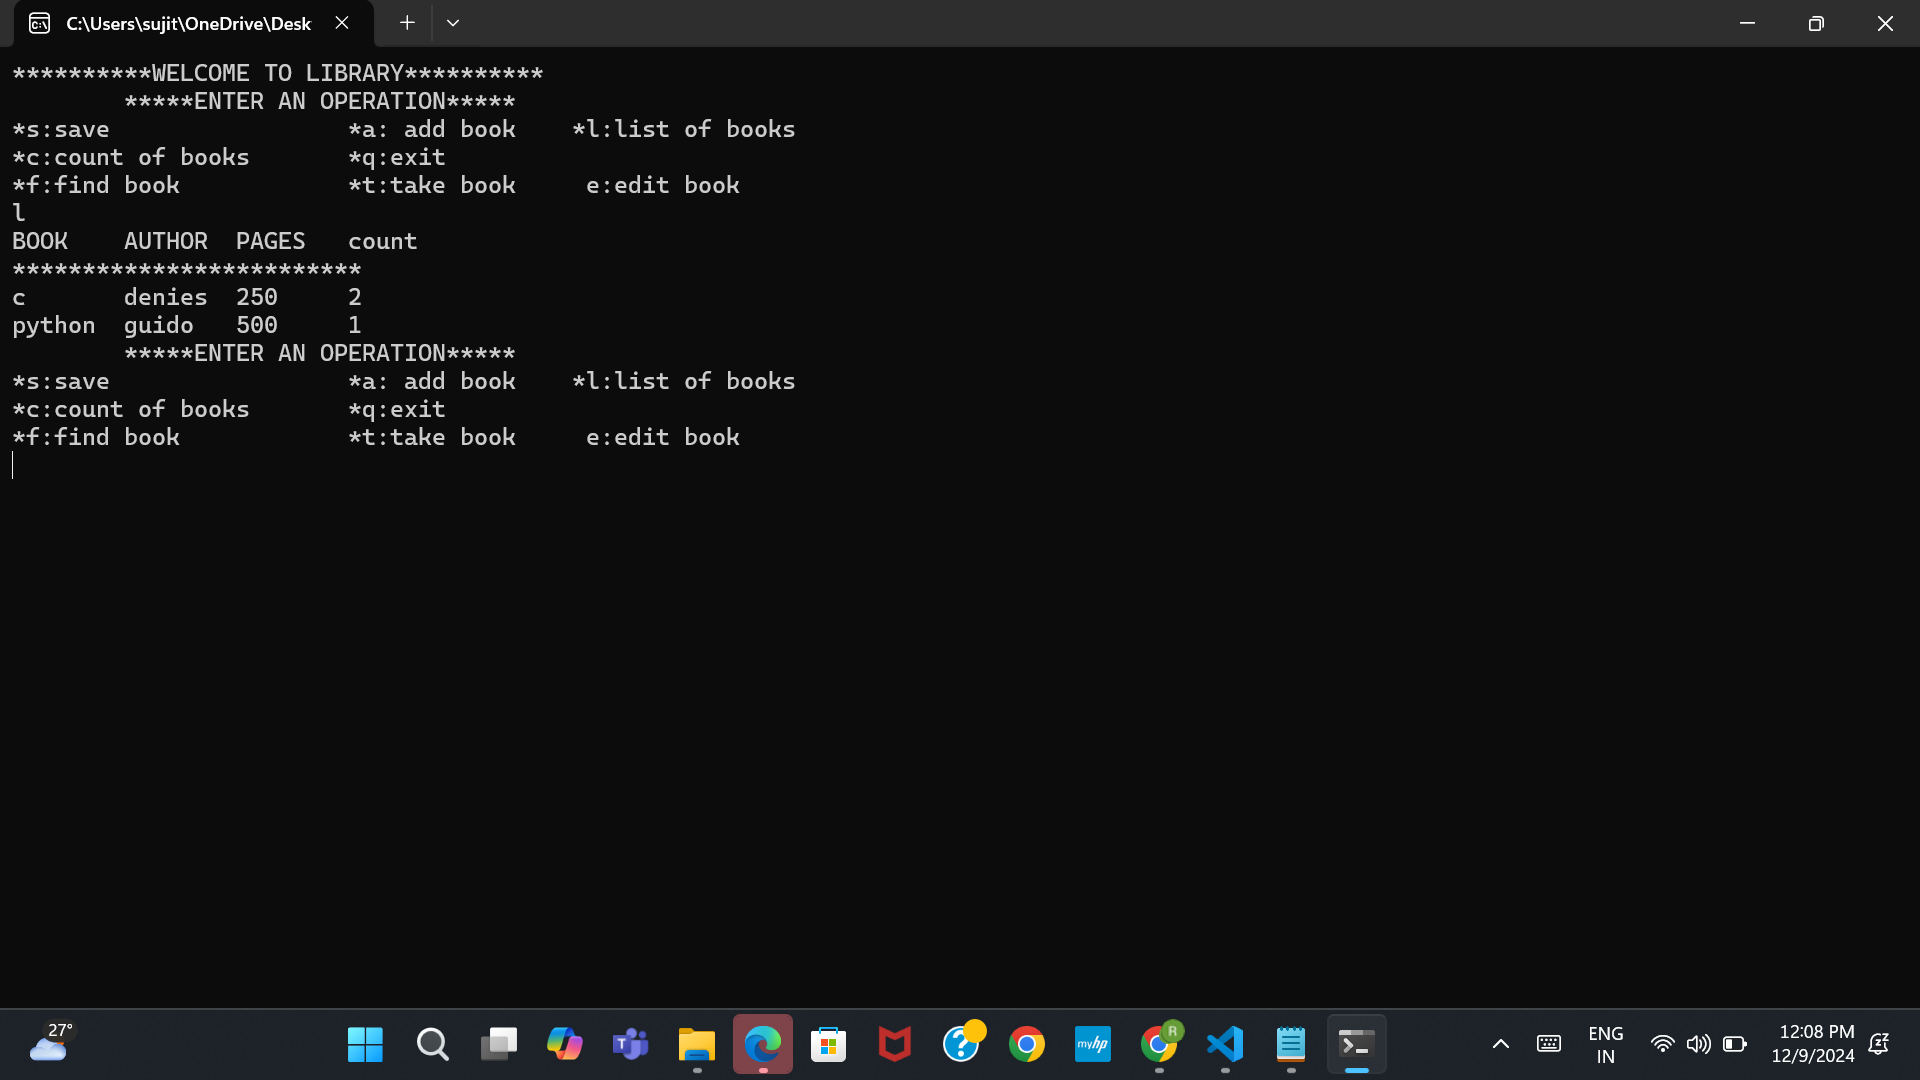 C:\Users\sujit\OneDrive\Desk
**********WELCOME TO LIBRARY**********
        *****ENTER AN OPERATION*****
*s:save                 *a: add book    *l:list of books
*c:count of books       *q:exit
*f:find book            *t:take book     e:edit book
l
BOOK    AUTHOR  PAGES   count
*************************
c       denies  250     2
python  guido   500     1
        *****ENTER AN OPERATION*****
*s:save                 *a: add book    *l:list of books
*c:count of books       *q:exit
*f:find book            *t:take book     e:edit book
27°
myhp
R
ENG
IN
12:08 PM
12/9/2024